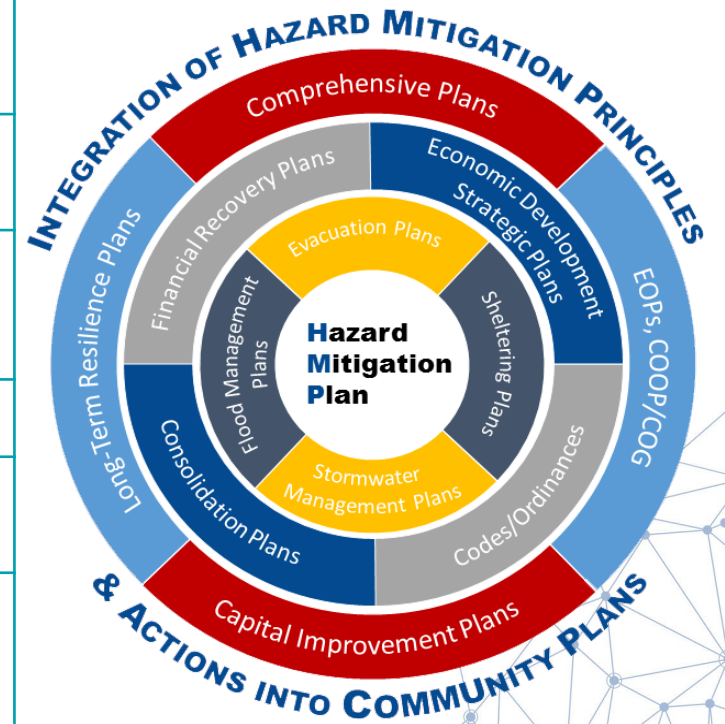 INTEGRATION OF HAZARD MITIGATION PRINCIPLES
Comprehensive Plans
Financial Recovery Plans
Economic Development
Strategic Plans
Evacuation Plans
Long-Term Resilience Plans
Flood Management
Plans
Hazard
Mitigation
Plan
Sheltering Plans
EOPs, COOP/COG
Stormwater
Management Plans
Consolidation Plans
Codes/Ordinances
Capital Improvement Plans
& ACTIONS INTO COMMUNITY PLANS